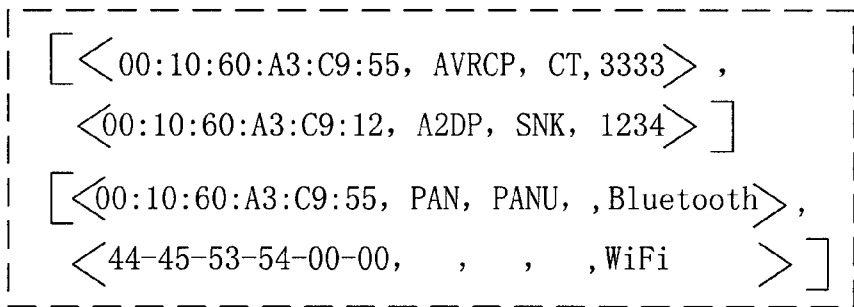 [<00:10:60:A3:C9:55, AVRCP, CT,3333>,
<00:10:60:A3:C9:12, A2DP, SNK, 1234>]
[<00:10:60:A3:C9:55, PAN, PANU, ,Bluetooth>,
<44-45-53-54-00-00, , , ,WiFi >]